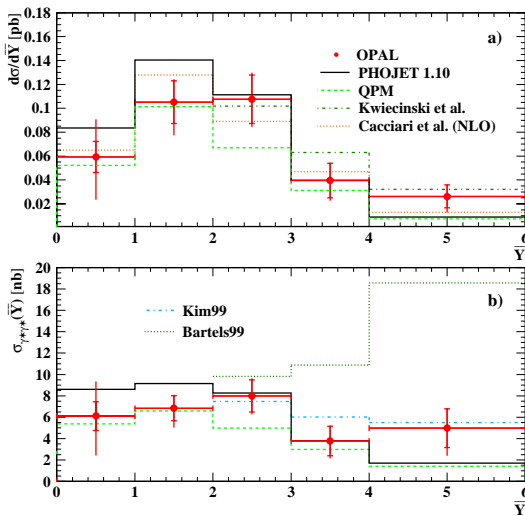 dσ/dY̅ [pb]
0.18
0.16
0.14
0.12
0.1
0.08
0.06
0.04
0.02
a)
OPAL
PHOJET 1.10
QPM
Kwiecinski et al.
Cacciari et al. (NLO)
0 1 2 3 4 5 6
Y̅
σγ*γ*(Y̅) [nb]
20
18
16
14
12
10
8
6
4
2
0
b)
Kim99
Bartels99
0 1 2 3 4 5 6
Y̅